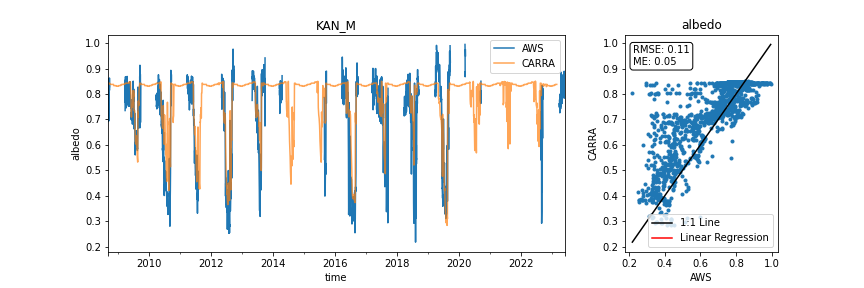 KAN_M
albedo
1.0
0.9
0.8
0.7
0.6
0.5
0.4
0.3
0.2
albedo
2010
2012
2014
2016
2018
2020
2022
time
AWS
CARRA
1.0
0.9
0.8
0.7
0.6
0.5
0.4
0.3
0.2
CARRA
RMSE: 0.11
ME: 0.05
1:1 Line
Linear Regression
0.2
0.4
0.6
0.8
1.0
AWS